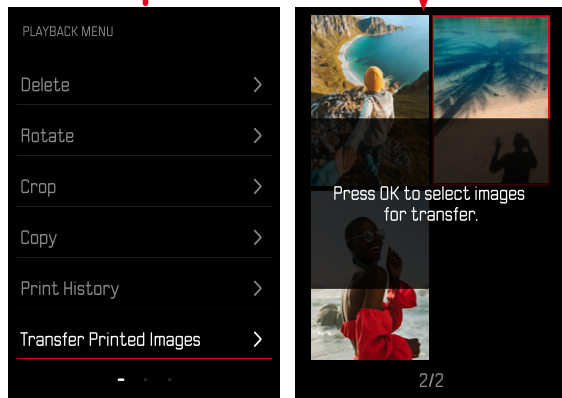 PLAYBACK MENU
Delete
Rotate
Crop
Copy
Print History
Transfer Printed Images
Press OK to select images
for transfer.
2/2